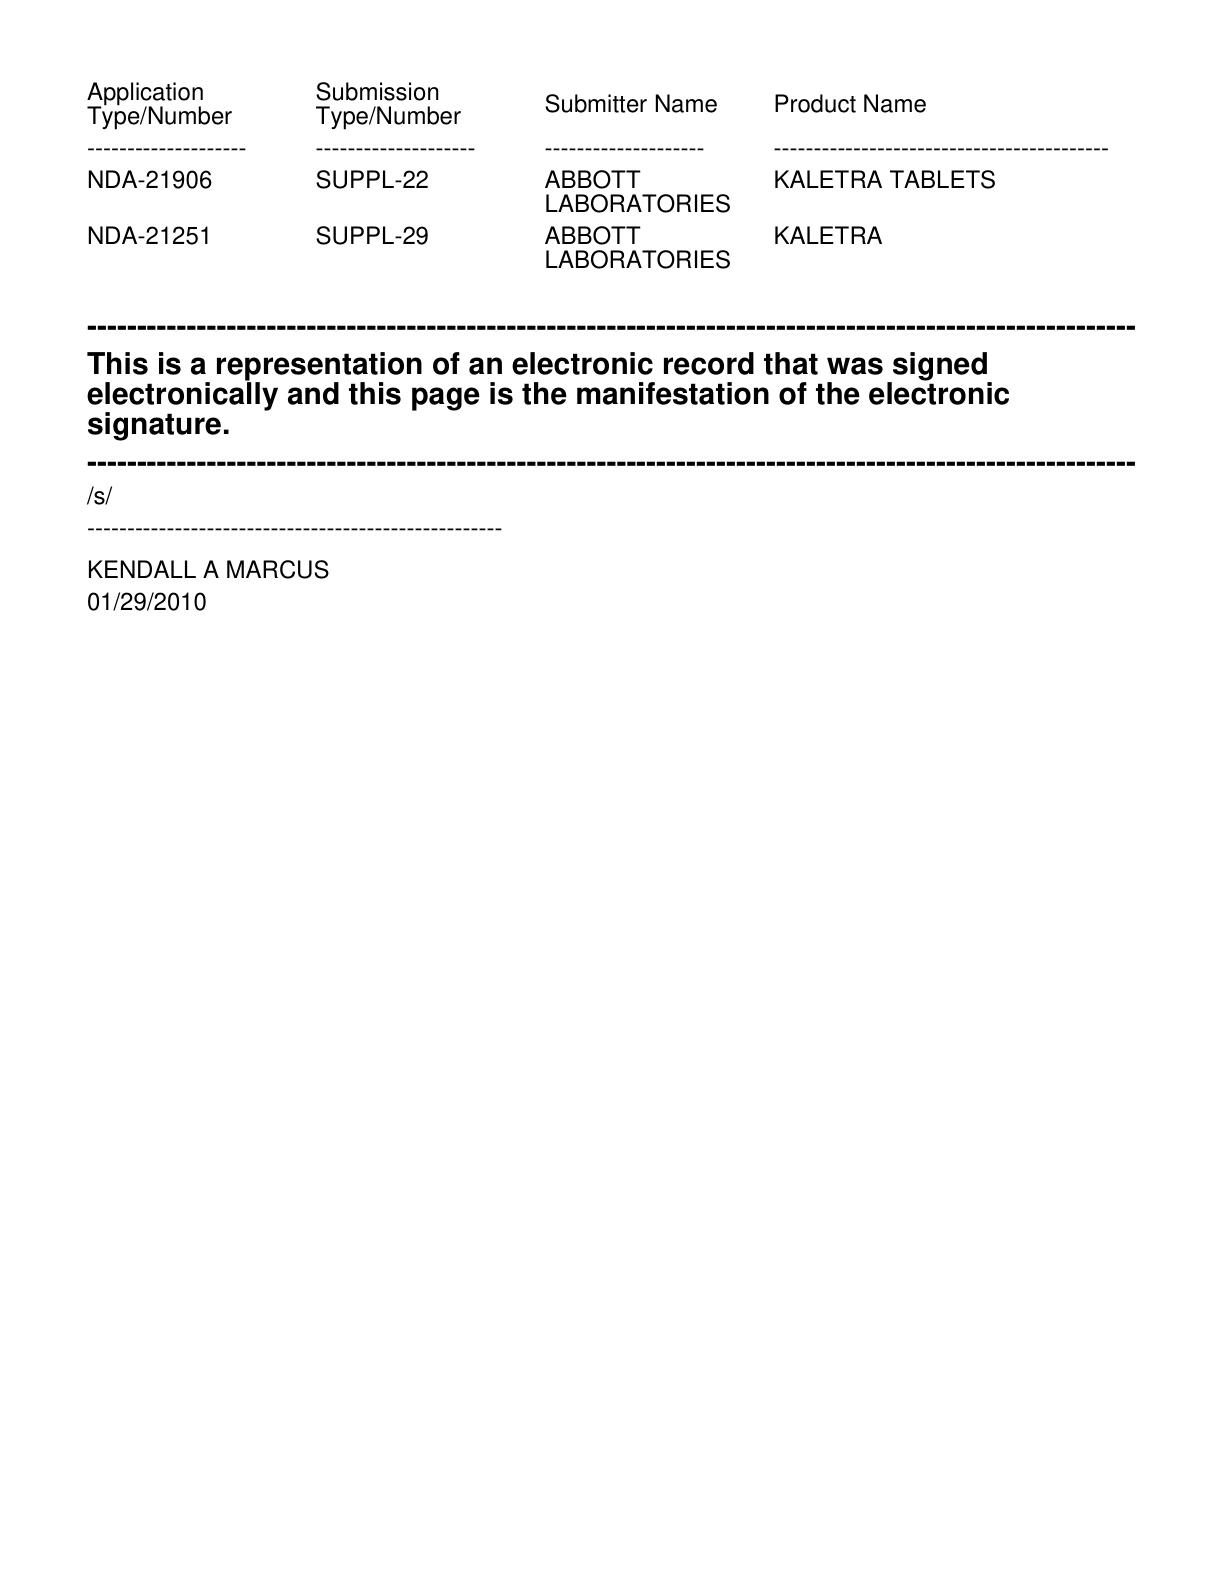 Application Type/Number Submission Type/Number Submitter Name Product Name
-------------------- -------------------- -------------------- ------------------------------------------
NDA-21906 SUPPL-22 ABBOTT LABORATORIES KALETRA TABLETS
NDA-21251 SUPPL-29 ABBOTT LABORATORIES KALETRA
---------------------------------------------------------------------------------------------------------
This is a representation of an electronic record that was signed
electronically and this page is the manifestation of the electronic
signature.
---------------------------------------------------------------------------------------------------------
/s/
----------------------------------------------------
KENDALL A MARCUS
01/29/2010